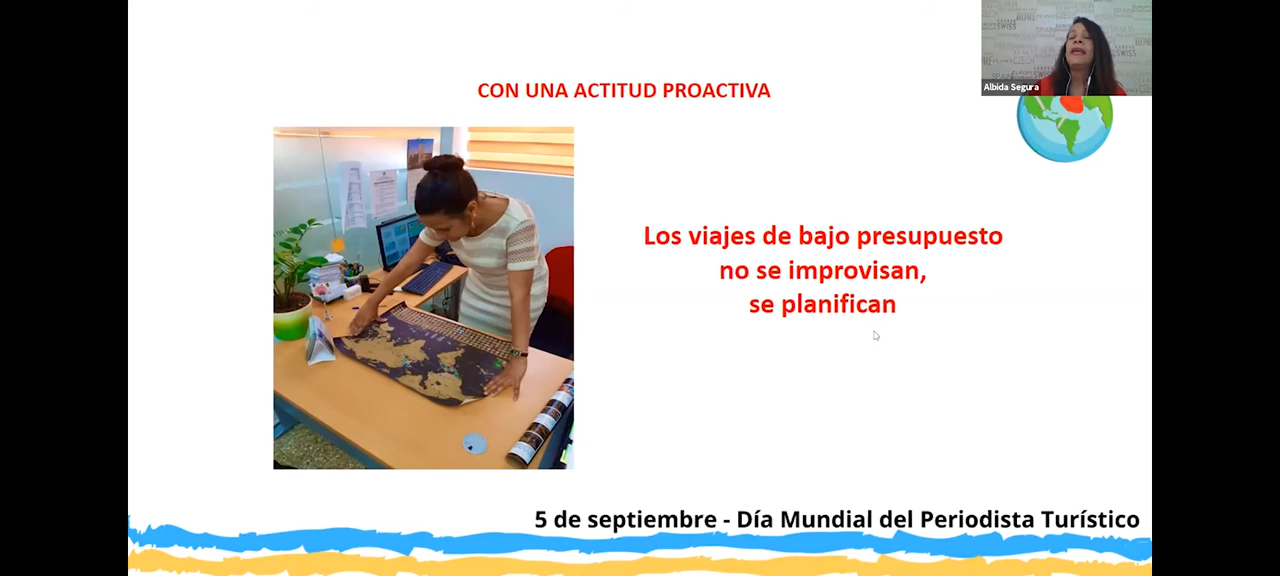 CON UNA ACTITUD PROACTIVA
Albida Segura
Los viajes de bajo presupuesto
no se improvisan,
se planifican
5 de septiembre - Día Mundial del Periodista Turístico